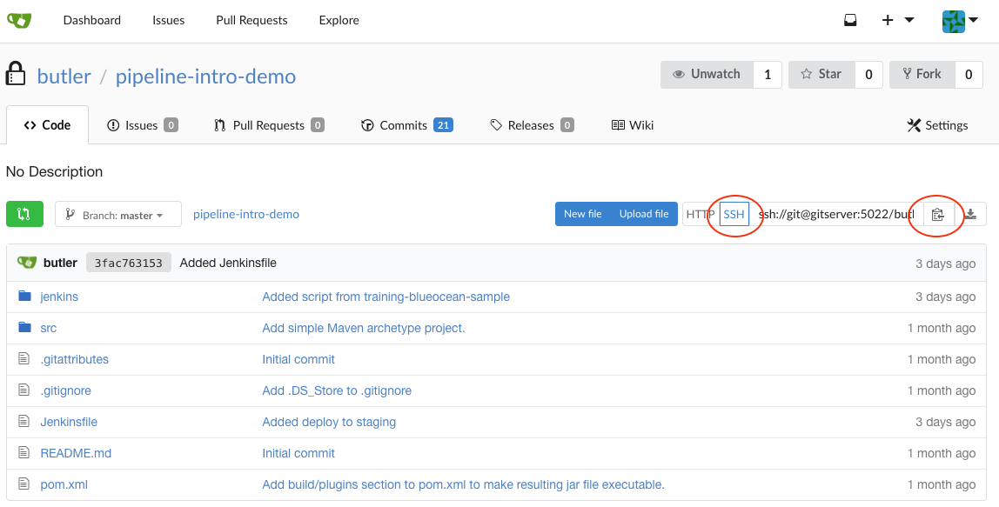 Dashboard Issues Pull Requests Explore
butler / pipeline-intro-demo Unwatch 1 Star 0 Fork 0
Code Issues 0 Pull Requests 0 Commits 21 Releases 0 Wiki Settings
No Description
Branch: master pipeline-intro-demo New file Upload file HTTP SSH ssh://git@gitserver:5022/butl
butler 3fac763153 Added Jenkinsfile 3 days ago
jenkins Added script from training-blueocean-sample 3 days ago
src Add simple Maven archetype project. 1 month ago
.gitattributes Initial commit 1 month ago
.gitignore Add .DS_Store to .gitignore 1 month ago
Jenkinsfile Added deploy to staging 3 days ago
README.md Initial commit 1 month ago
pom.xml Add build/plugins section to pom.xml to make resulting jar file executable. 1 month ago